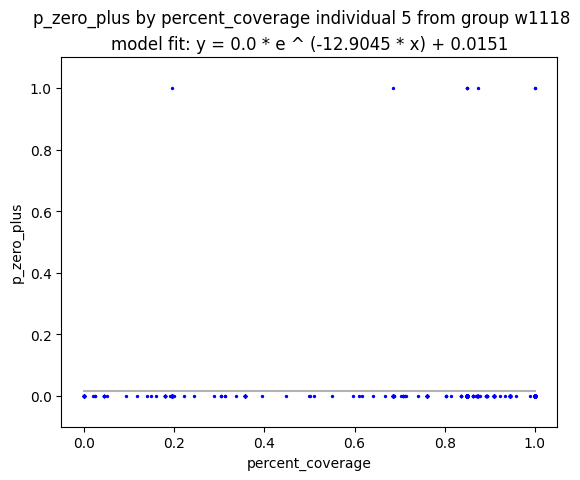 p_zero_plus by percent_coverage individual 5 from group w1118
model fit: y = 0.0 * e ^ (-12.9045 * x) + 0.0151
1.0
0.8
0.6
0.4
0.2
0.0
p_zero_plus
0.0 0.2 0.4 0.6 0.8 1.0
percent_coverage